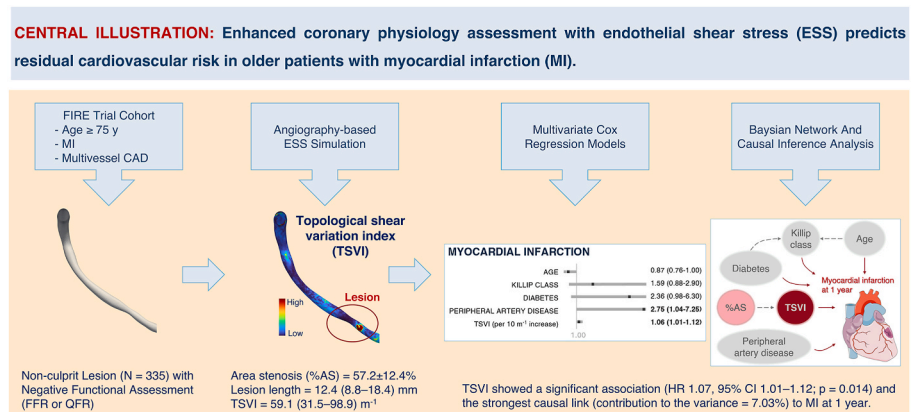 CENTRAL ILLUSTRATION: Enhanced coronary physiology assessment with endothelial shear stress (ESS) predicts
residual cardiovascular risk in older patients with myocardial infarction (MI).
FIRE Trial Cohort
- Age ≥ 75 y
- MI
- Multivessel CAD
Angiography-based
ESS Simulation
Multivariate Cox
Regression Models
Baysian Network And
Causal Inference Analysis
Topological shear
variation index
(TSVI)
High
Low
Lesion
MYOCARDIAL INFARCTION
AGE 0.87 (0.76-1.00)
KILLIP CLASS 1.59 (0.88-2.90)
DIABETES 2.36 (0.98-6.30)
PERIPHERAL ARTERY DISEASE 2.75 (1.04-7.25)
TSVI (per 10 m⁻¹ increase) 1.06 (1.01-1.12)
1.00
Killip
class
Age
Diabetes
Myocardial infarction
at 1 year
%AS
TSVI
Peripheral
artery disease
Non-culprit Lesion (N = 335) with
Negative Functional Assessment
(FFR or QFR)
Area stenosis (%AS) = 57.2±12.4%
Lesion length = 12.4 (8.8–18.4) mm
TSVI = 59.1 (31.5–98.9) m⁻¹
TSVI showed a significant association (HR 1.07, 95% CI 1.01–1.12; p = 0.014) and
the strongest causal link (contribution to the variance = 7.03%) to MI at 1 year.